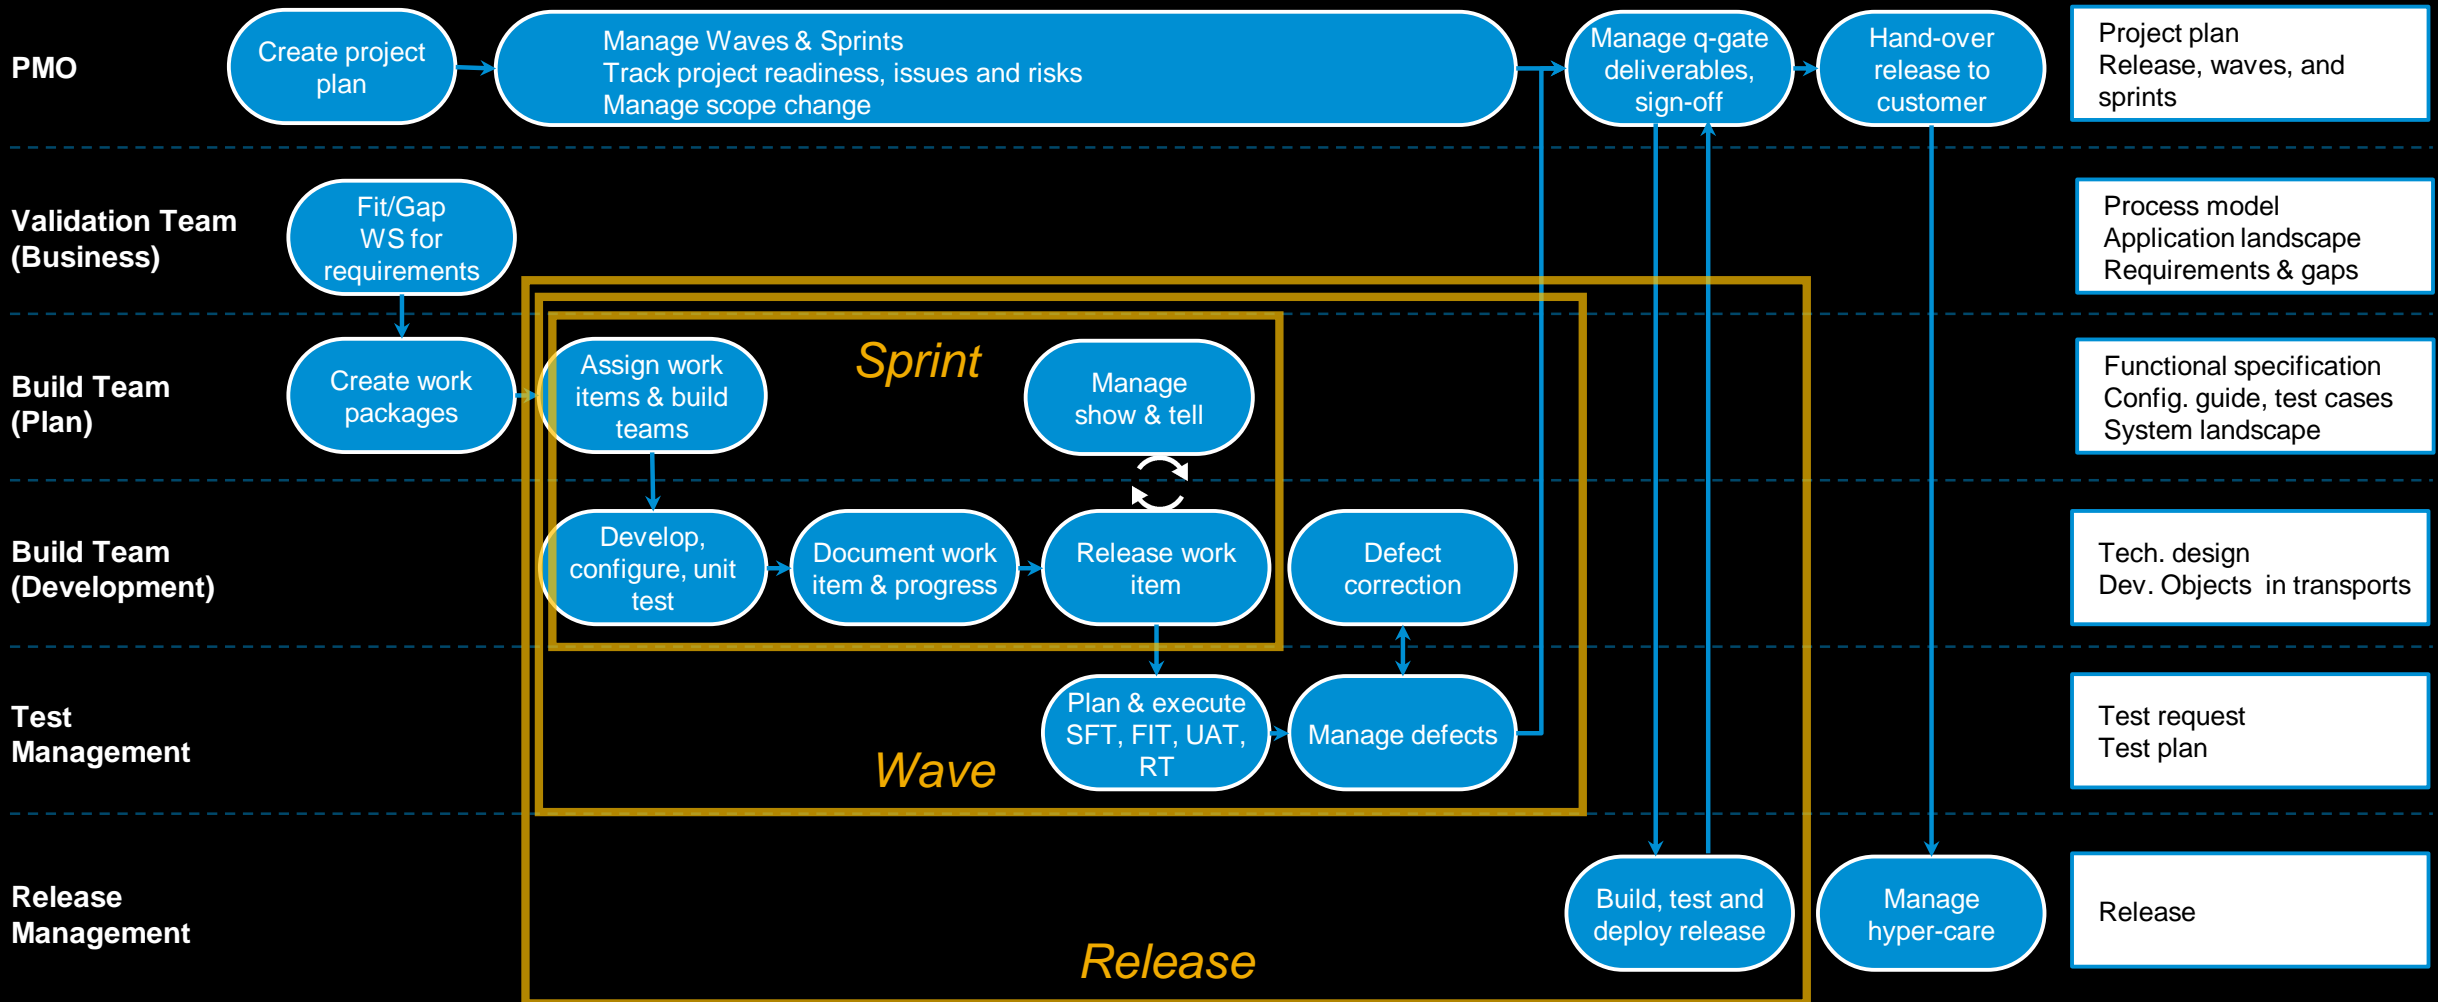 PMO
Create project
plan
Manage Waves & Sprints
Track project readiness, issues and risks
Manage scope change
Manage q-gate
deliverables,
sign-off
Hand-over
release to
customer
Project plan
Release, waves, and
sprints
Validation Team
(Business)
Fit/Gap
WS for
requirements
Process model
Application landscape
Requirements & gaps
Build Team
(Plan)
Create work
packages
Assign work
items & build
teams
Sprint
Manage
show & tell
Functional specification
Config. guide, test cases
System landscape
Build Team
(Development)
Develop,
configure, unit
test
Document work
item & progress
Release work
item
Defect
correction
Tech. design
Dev. Objects in transports
Test
Management
Wave
Plan & execute
SFT, FIT, UAT,
RT
Manage defects
Test request
Test plan
Release
Management
Release
Build, test and
deploy release
Manage
hyper-care
Release